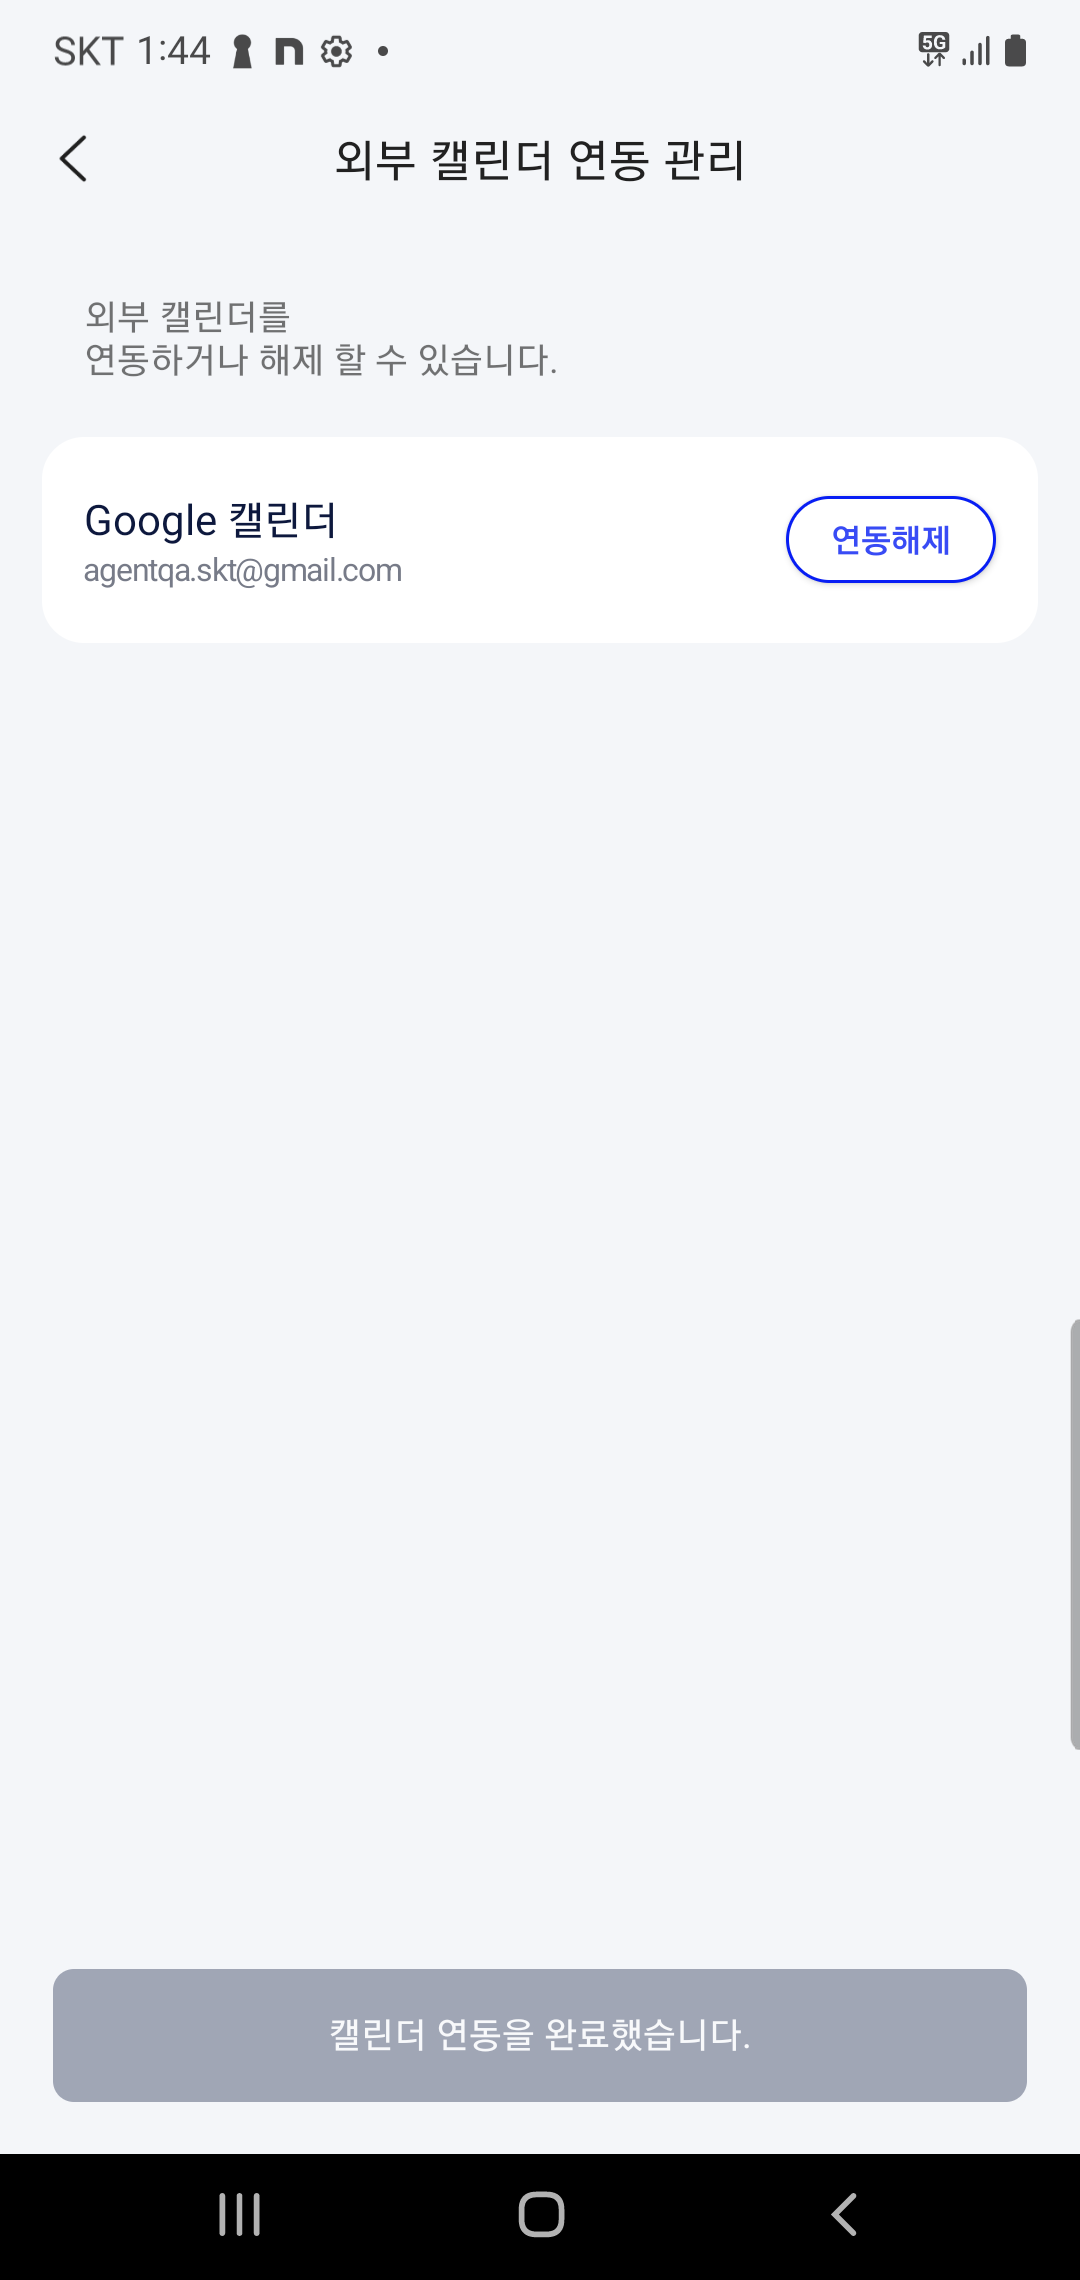 SKT 1:44
5G
외부 캘린더 연동 관리
외부 캘린더를
연동하거나 해제 할 수 있습니다.
Google 캘린더
agentqa.skt@gmail.com
연동해제
캘린더 연동을 완료했습니다.